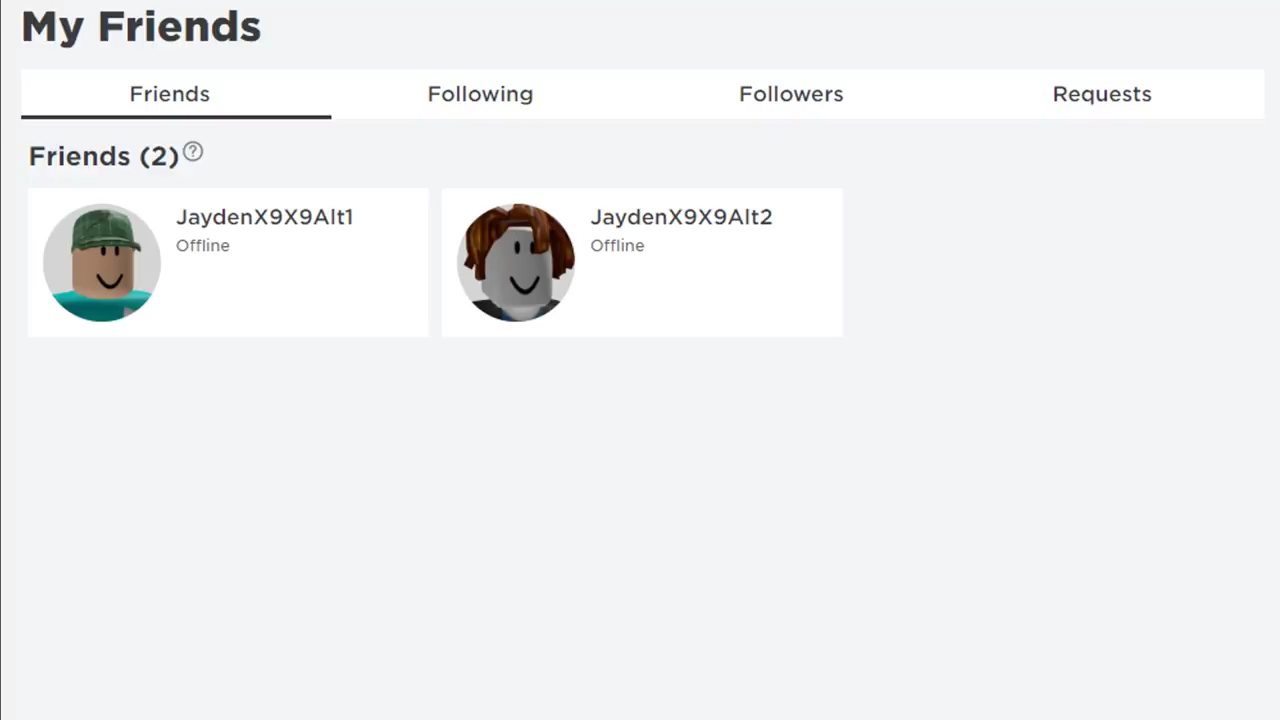 My Friends
Friends
Following
Followers
Requests
Friends (2)
?
JaydenX9X9Alt1
Offline
JaydenX9X9Alt2
Offline